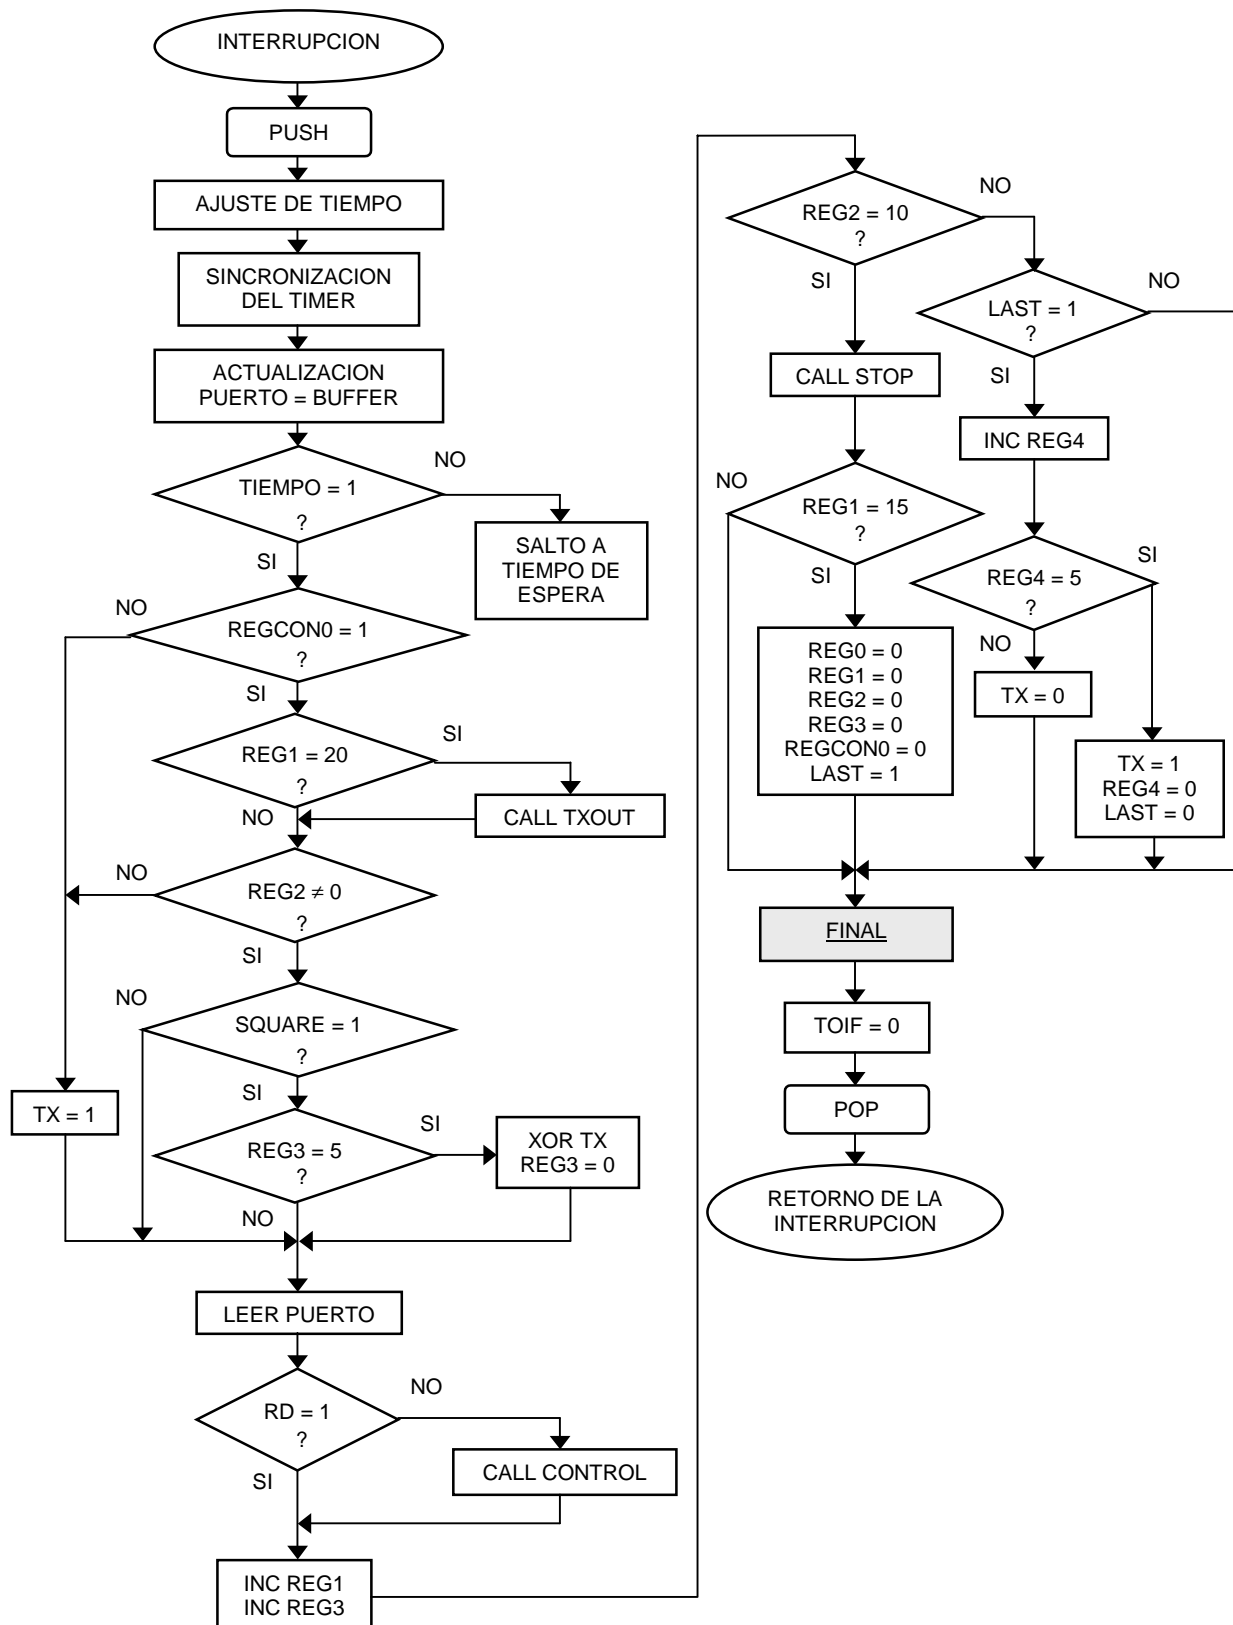 INTERRUPCION
PUSH
AJUSTE DE TIEMPO
SINCRONIZACION
DEL TIMER
ACTUALIZACION
PUERTO = BUFFER
TIEMPO = 1
?
NO
SI
SALTO A
TIEMPO DE
ESPERA
REGCON0 = 1
?
NO
SI
REG1 = 20
?
SI
NO
CALL TXOUT
REG2 ≠ 0
?
NO
SI
SQUARE = 1
?
NO
SI
TX = 1
REG3 = 5
?
SI
NO
XOR TX
REG3 = 0
LEER PUERTO
RD = 1
?
NO
SI
CALL CONTROL
INC REG1
INC REG3
REG2 = 10
?
NO
SI
LAST = 1
?
NO
SI
CALL STOP
INC REG4
REG1 = 15
?
NO
SI
REG4 = 5
?
SI
NO
REG0 = 0
REG1 = 0
REG2 = 0
REG3 = 0
REGCON0 = 0
LAST = 1
TX = 0
TX = 1
REG4 = 0
LAST = 0
FINAL
TOIF = 0
POP
RETORNO DE LA
INTERRUPCION